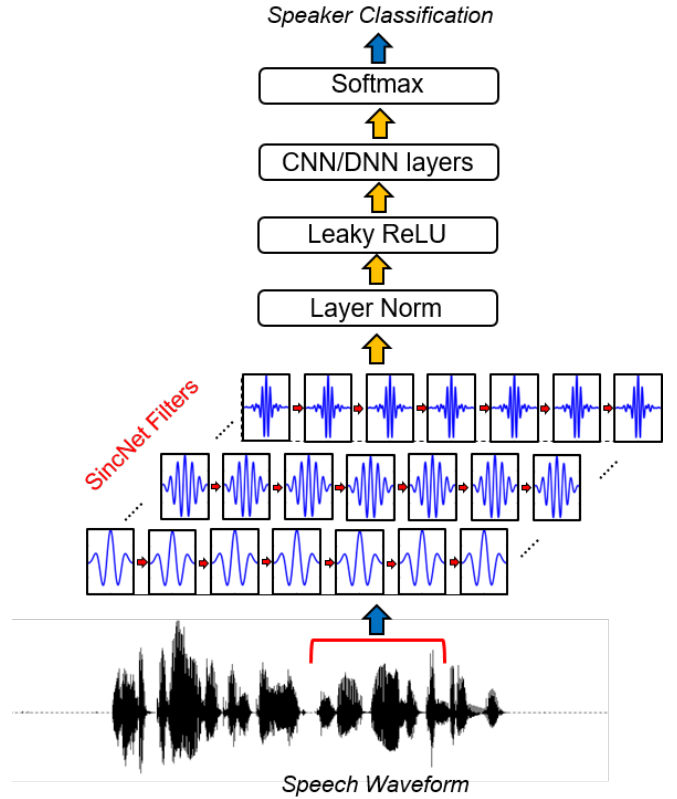 Speaker Classification
Softmax
CNN/DNN layers
Leaky ReLU
Layer Norm
SincNet Filters
Speech Waveform